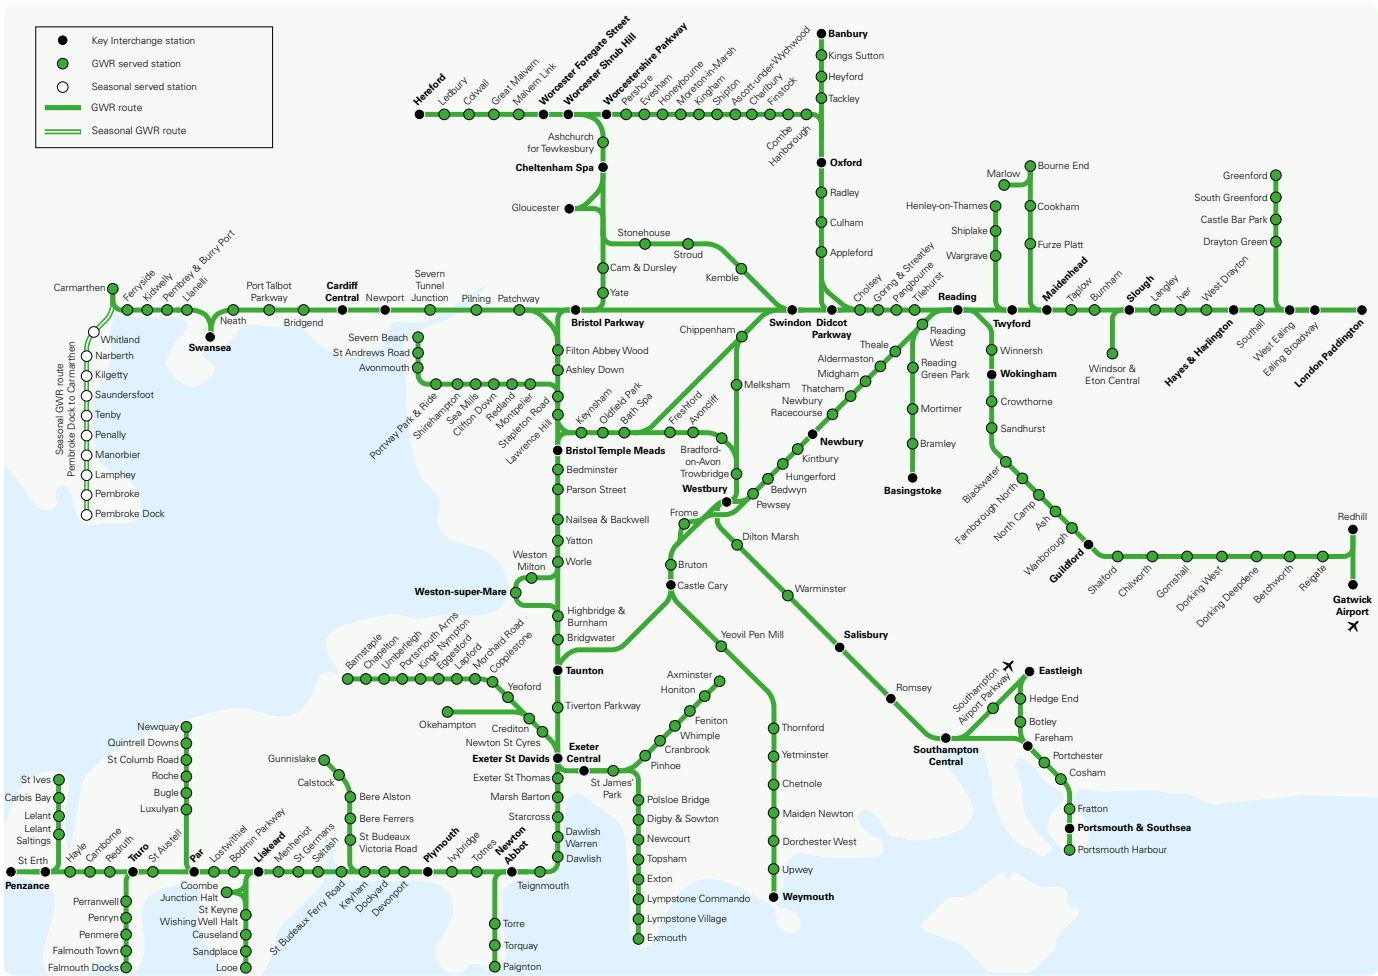 Key Interchange station
GWR served station
Seasonal served station
GWR route
Seasonal GWR route
Hereford
Ledbury
Colwall
Great Malvern
Malvern Link
Worcester Foregate Street
Worcester Shrub Hill
Worcestershire Parkway
Pershore
Evesham
Honeybourne
Moreton-in-Marsh
Kingham
Shipton
Ascott-under-Wychwood
Charlbury
Finstock
Combe
Hanborough
Banbury
Kings Sutton
Heyford
Tackley
Oxford
Radley
Culham
Appleford
Ashchurch
for Tewkesbury
Cheltenham Spa
Gloucester
Stonehouse
Stroud
Kemble
Cam & Dursley
Yate
Marlow
Bourne End
Cookham
Furze Platt
Henley-on-Thames
Shiplake
Wargrave
Greenford
South Greenford
Castle Bar Park
Drayton Green
Carmarthen
Ferryside
Kidwelly
Pembrey & Burry Port
Llanelli
Swansea
Neath
Port Talbot
Parkway
Bridgend
Cardiff
Central
Newport
Severn
Tunnel
Junction
Pilning
Patchway
Bristol Parkway
Swindon
Didcot
Parkway
Cholsey
Goring & Streatley
Pangbourne
Tilehurst
Reading
Twyford
Maidenhead
Taplow
Burnham
Slough
Langley
Iver
West Drayton
Hayes & Harlington
Southall
West Ealing
Ealing Broadway
London Paddington
Windsor &
Eton Central
Whitland
Narberth
Kilgetty
Saundersfoot
Tenby
Penally
Manorbier
Lamphey
Pembroke
Pembroke Dock
Seasonal GWR route
Pembroke Dock to Carmarthen
Severn Beach
St Andrews Road
Avonmouth
Portway Park & Ride
Shirehampton
Sea Mills
Clifton Down
Redland
Montpelier
Stapleton Road
Lawrence Hill
Filton Abbey Wood
Ashley Down
Keynsham
Oldfield Park
Bath Spa
Freshford
Avoncliff
Bradford-
on-Avon
Trowbridge
Chippenham
Melksham
Westbury
Bristol Temple Meads
Bedminster
Parson Street
Nailsea & Backwell
Yatton
Worle
Weston
Milton
Weston-super-Mare
Highbridge &
Burnham
Bridgwater
Taunton
Tiverton Parkway
Reading
West
Reading
Green Park
Mortimer
Bramley
Basingstoke
Theale
Aldermaston
Midgham
Thatcham
Newbury
Racecourse
Newbury
Kintbury
Hungerford
Bedwyn
Pewsey
Frome
Bruton
Castle Cary
Dilton Marsh
Warminster
Salisbury
Romsey
Southampton
Central
Southampton
Airport Parkway
Eastleigh
Hedge End
Botley
Fareham
Portchester
Cosham
Fratton
Portsmouth & Southsea
Portsmouth Harbour
Winnersh
Wokingham
Crowthorne
Sandhurst
Blackwater
Farnborough North
North Camp
Ash
Wanborough
Guildford
Shalford
Chilworth
Gomshall
Dorking West
Dorking Deepdene
Betchworth
Reigate
Redhill
Gatwick
Airport
Yeovil Pen Mill
Thornford
Yetminster
Chetnole
Maiden Newton
Dorchester West
Upwey
Weymouth
Barnstaple
Chapelton
Umberleigh
Portsmouth Arms
Kings Nympton
Eggesford
Lapford
Morchard Road
Copplestone
Yeoford
Okehampton
Crediton
Newton St Cyres
Exeter St Davids
Exeter
Central
St James'
Park
Axminster
Honiton
Feniton
Whimple
Cranbrook
Pinhoe
Polsloe Bridge
Digby & Sowton
Newcourt
Topsham
Exton
Lympstone Commando
Lympstone Village
Exmouth
Exeter St Thomas
Marsh Barton
Starcross
Dawlish
Warren
Dawlish
Teignmouth
Newton
Abbot
Torre
Torquay
Paignton
Totnes
Ivybridge
Plymouth
Devonport
Dockyard
Keyham
St Budeaux Ferry Road
Gunnislake
Calstock
Bere Alston
Bere Ferrers
St Budeaux
Victoria Road
Saltash
St Germans
Menheniot
Liskeard
Bodmin Parkway
Lostwithiel
Par
Coombe
Junction Halt
St Keyne
Wishing Well Halt
Causeland
Sandplace
Looe
Newquay
Quintrell Downs
St Columb Road
Roche
Bugle
Luxulyan
St Austell
Truro
Perranwell
Penryn
Penmere
Falmouth Town
Falmouth Docks
Redruth
Camborne
Hayle
St Ives
Carbis Bay
Lelant
Lelant
Saltings
St Erth
Penzance